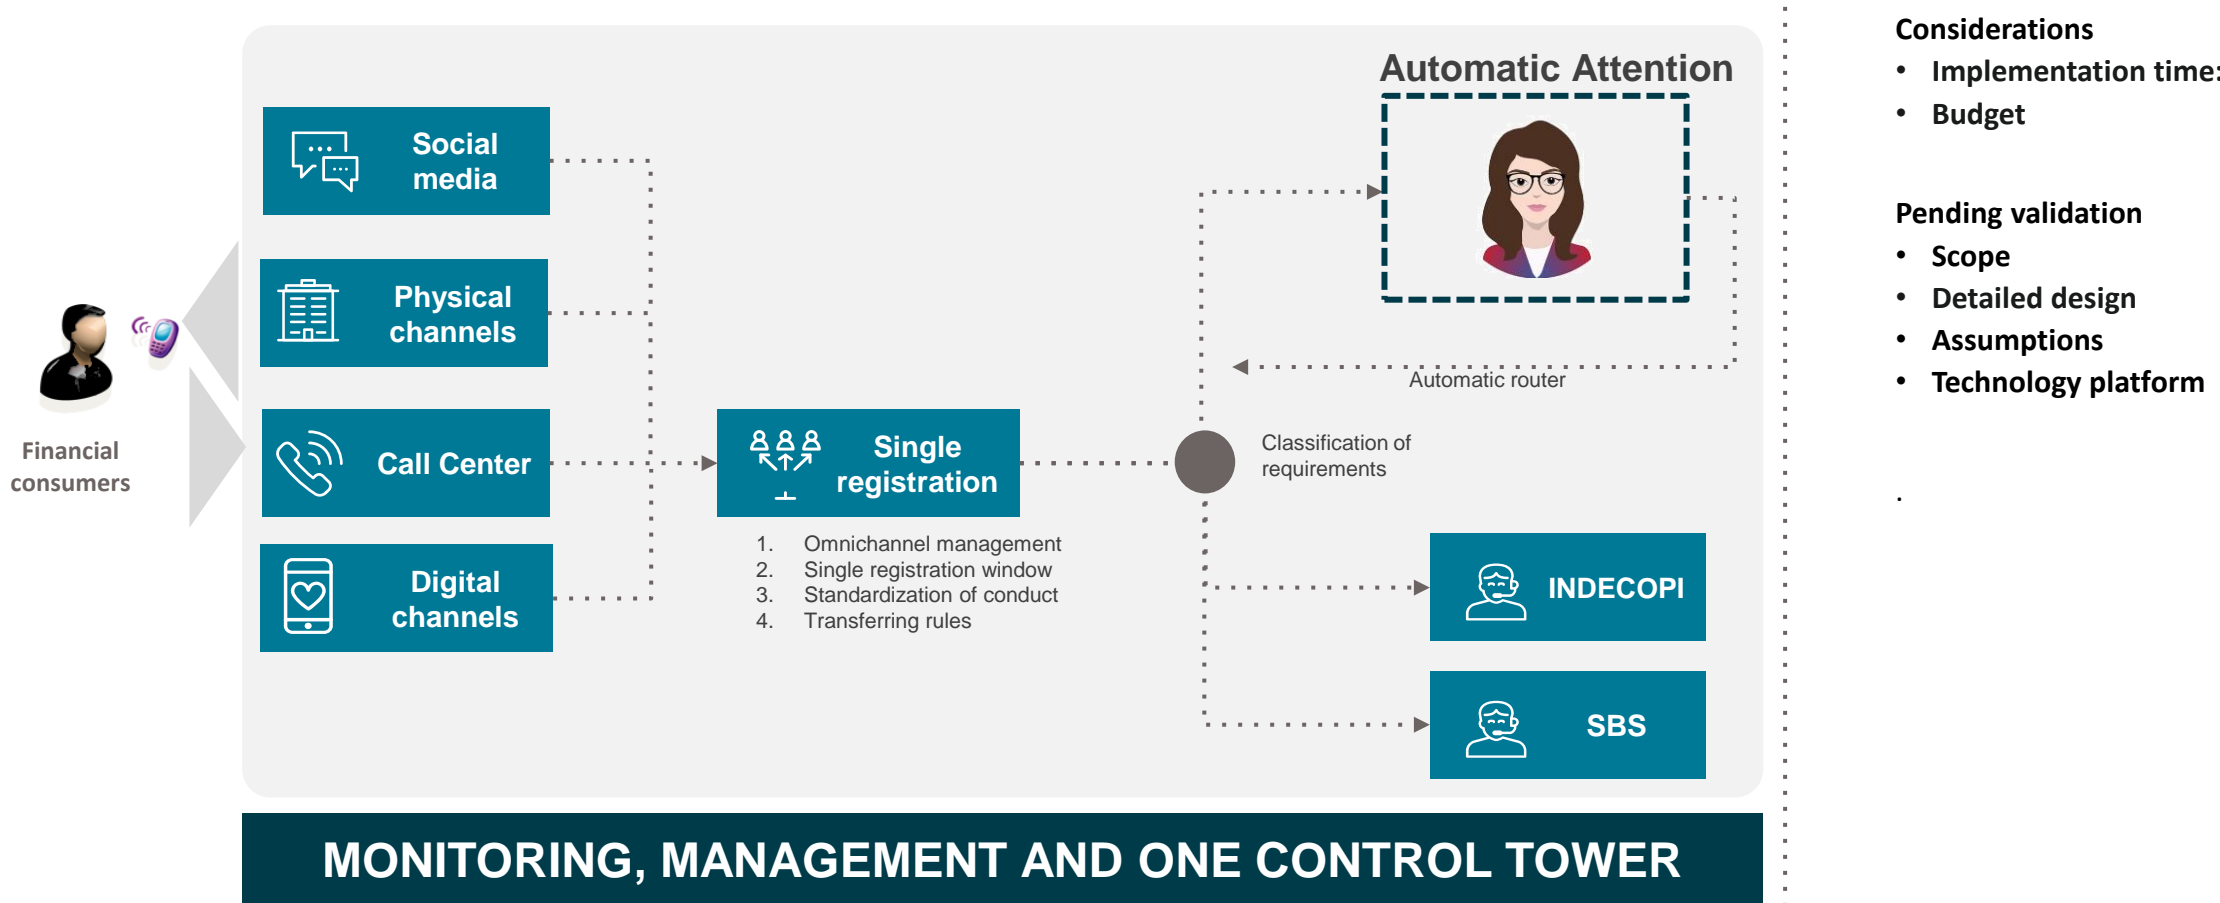 Financial
consumers
Social
media
Physical
channels
Call Center
Digital
channels
Single
registration
1. Omnichannel management
2. Single registration window
3. Standardization of conduct
4. Transferring rules
Automatic Attention
Automatic router
Classification of
requirements
INDECOPI
SBS
MONITORING, MANAGEMENT AND ONE CONTROL TOWER
Considerations
• Implementation time:
• Budget
Pending validation
• Scope
• Detailed design
• Assumptions
• Technology platform
.